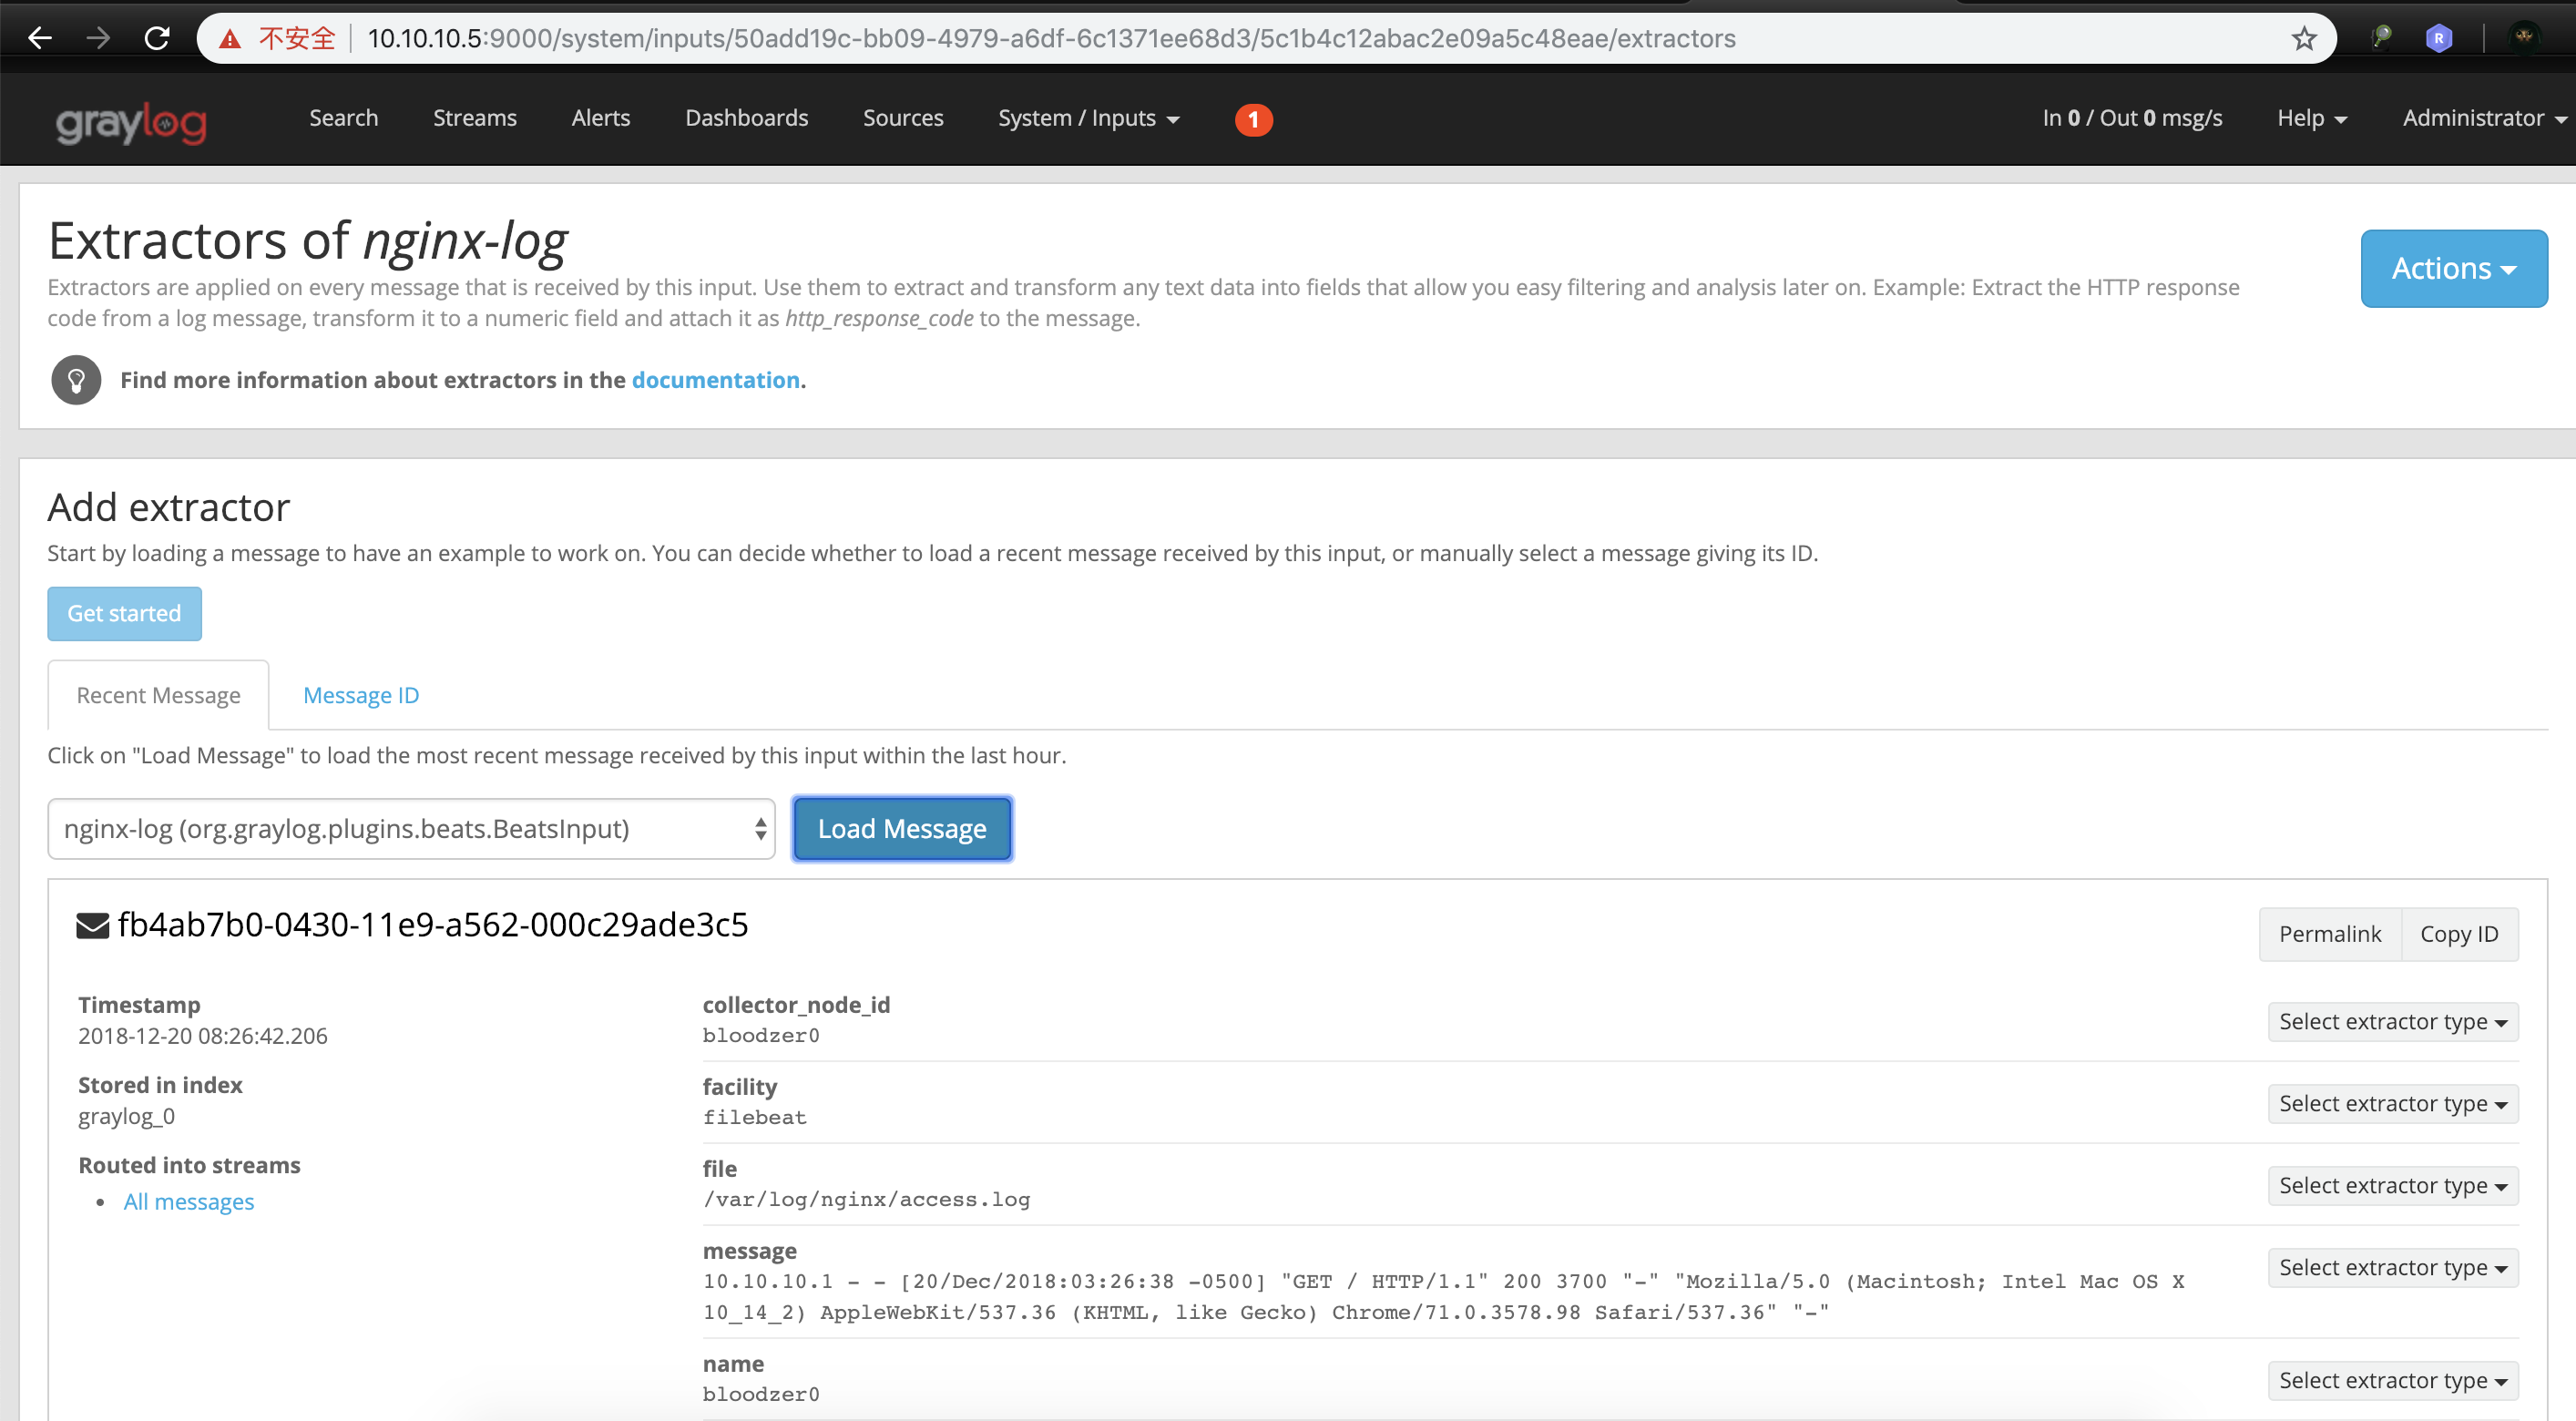 不安全 10.10.10.5:9000/system/inputs/50add19c-bb09-4979-a6df-6c1371ee68d3/5c1b4c12abac2e09a5c48eae/extractors
R
graylog Search Streams Alerts Dashboards Sources System / Inputs 1 In 0 / Out 0 msg/s Help Administrator
Extractors of nginx-log
Actions
Extractors are applied on every message that is received by this input. Use them to extract and transform any text data into fields that allow you easy filtering and analysis later on. Example: Extract the HTTP response
code from a log message, transform it to a numeric field and attach it as http_response_code to the message.
Find more information about extractors in the documentation.
Add extractor
Start by loading a message to have an example to work on. You can decide whether to load a recent message received by this input, or manually select a message giving its ID.
Get started
Recent Message Message ID
Click on "Load Message" to load the most recent message received by this input within the last hour.
nginx-log (org.graylog.plugins.beats.BeatsInput) Load Message
fb4ab7b0-0430-11e9-a562-000c29ade3c5
Permalink Copy ID
Timestamp
2018-12-20 08:26:42.206
Stored in index
graylog_0
Routed into streams
• All messages
collector_node_id
bloodzer0
Select extractor type
facility
filebeat
Select extractor type
file
/var/log/nginx/access.log
Select extractor type
message
10.10.10.1 - - [20/Dec/2018:03:26:38 -0500] "GET / HTTP/1.1" 200 3700 "-" "Mozilla/5.0 (Macintosh; Intel Mac OS X
10_14_2) AppleWebKit/537.36 (KHTML, like Gecko) Chrome/71.0.3578.98 Safari/537.36" "-"
Select extractor type
name
bloodzer0
Select extractor type